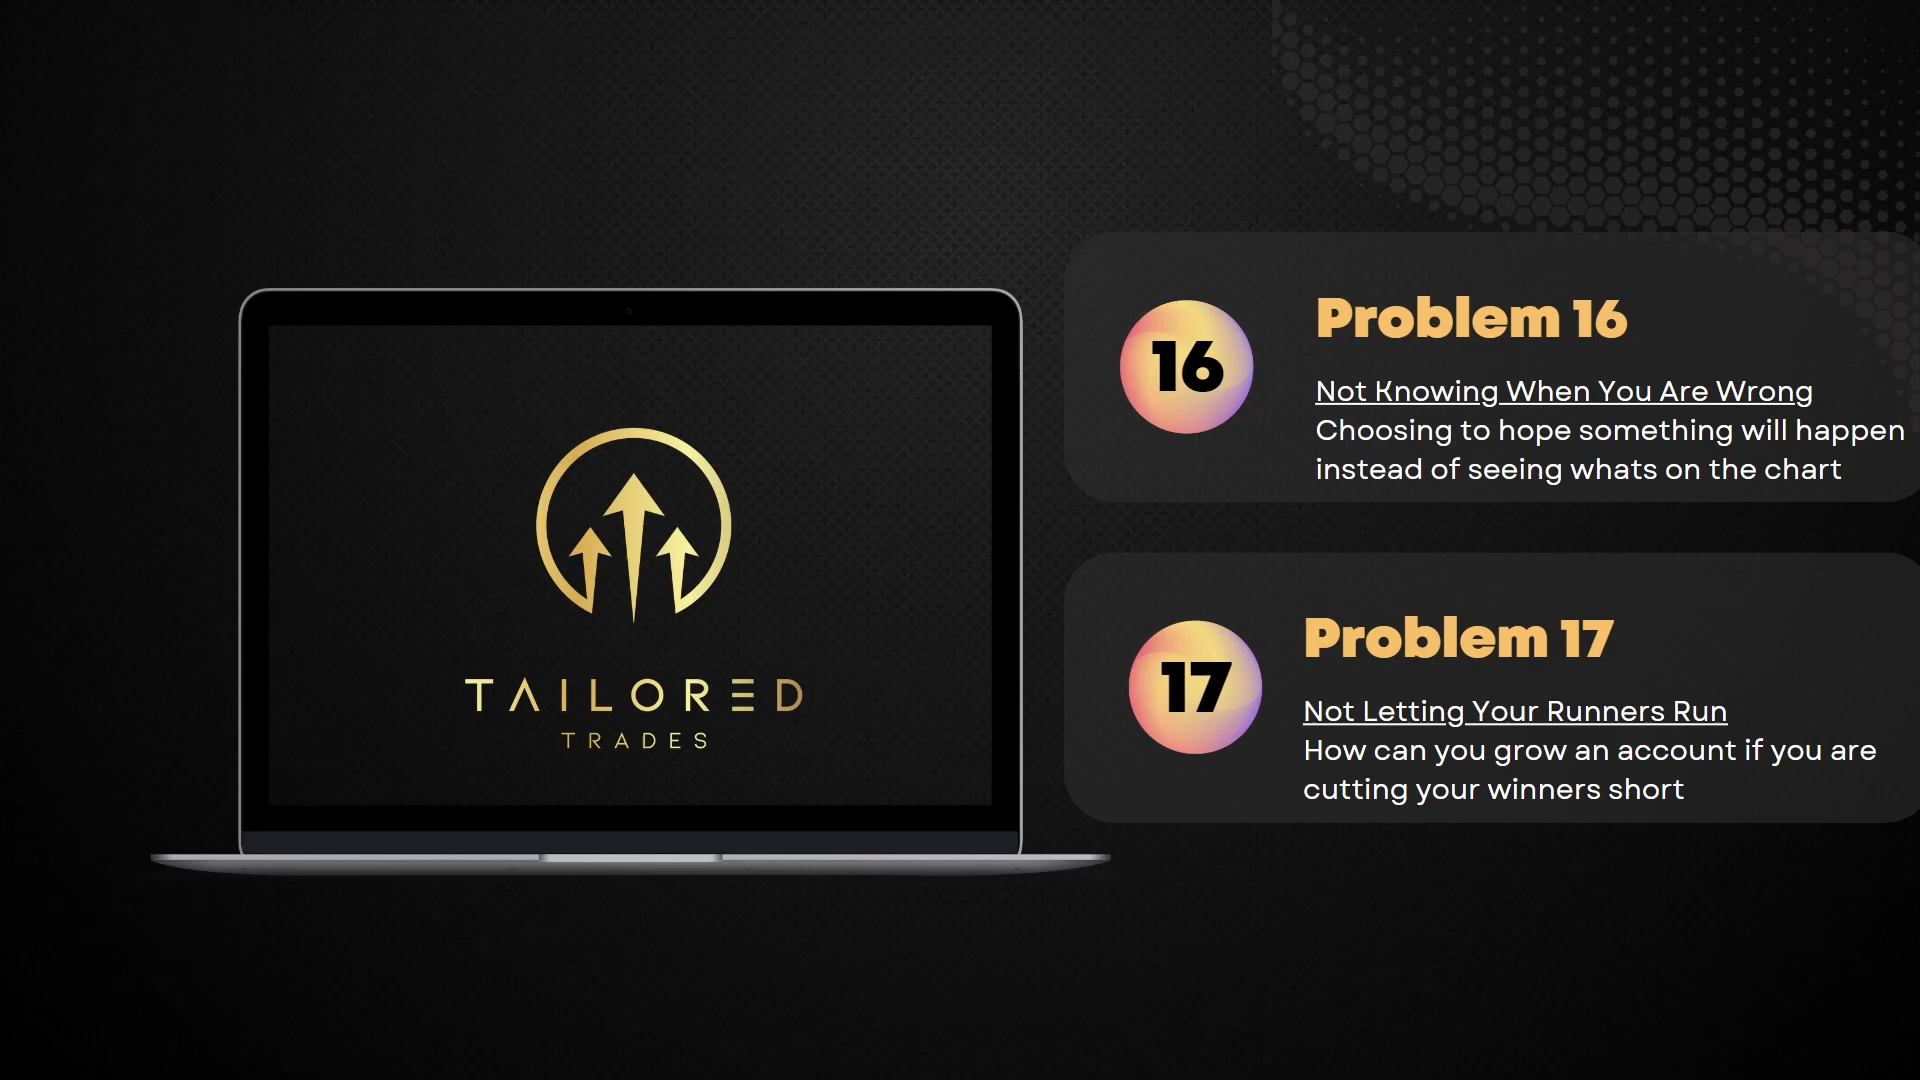 TAILORED
TRADES
16
Problem 16
Not Knowing When You Are Wrong
Choosing to hope something will happen
instead of seeing whats on the chart
17
Problem 17
Not Letting Your Runners Run
How can you grow an account if you are
cutting your winners short